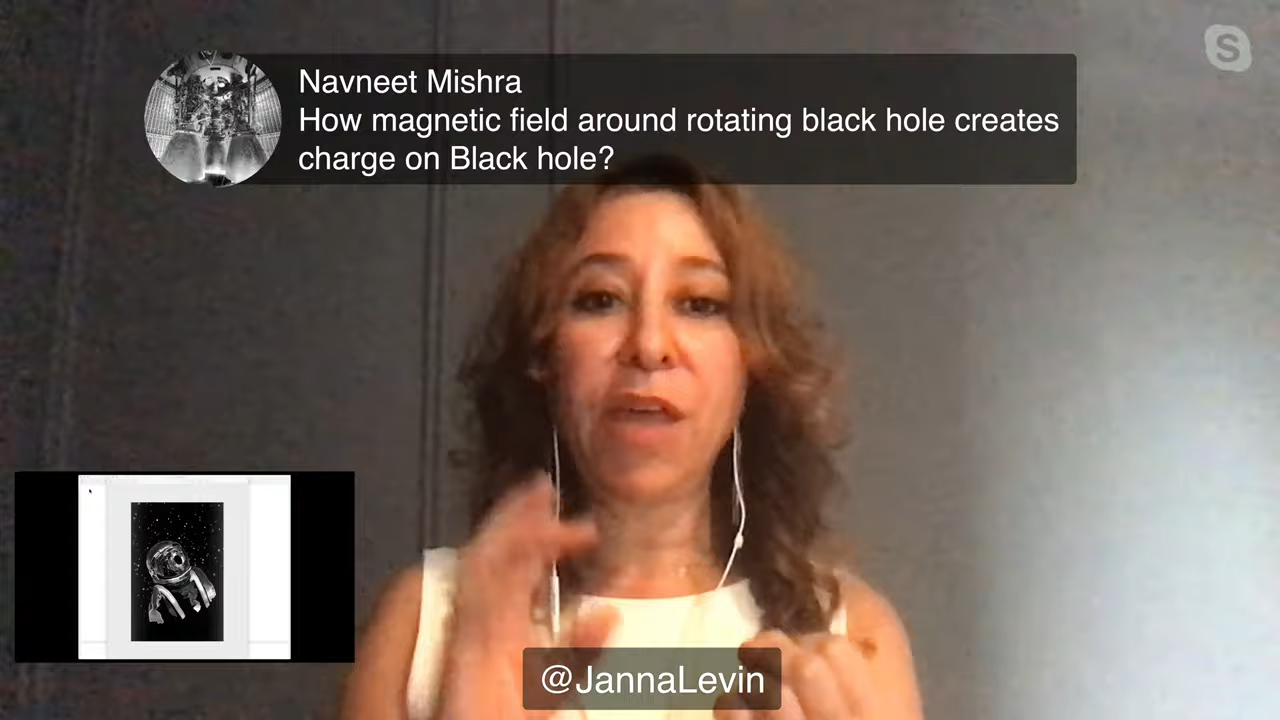 Navneet Mishra
How magnetic field around rotating black hole creates
charge on Black hole?
S
@JannaLevin